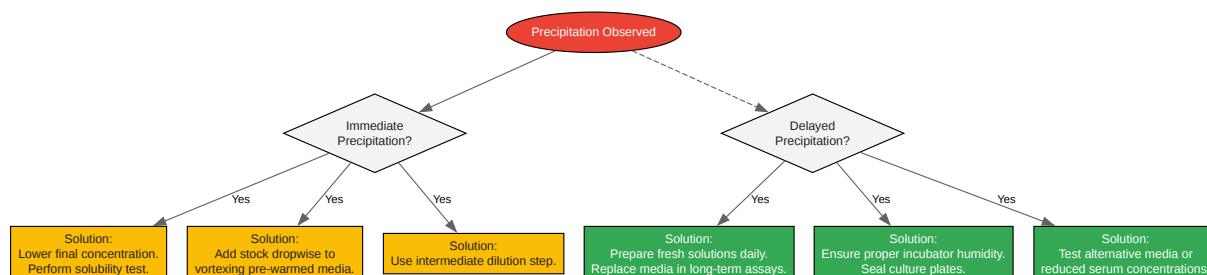 Precipitation Observed
Immediate
Precipitation?
Delayed
Precipitation?
Yes
Yes
Yes
Yes
Yes
Yes
Solution:
Lower final concentration.
Perform solubility test.
Solution:
Add stock dropwise to
vortexing pre-warmed media.
Solution:
Use intermediate dilution step.
Solution:
Prepare fresh solutions daily.
Replace media in long-term assays.
Solution:
Ensure proper incubator humidity.
Seal culture plates.
Solution:
Test alternative media or
reduced serum concentrations.